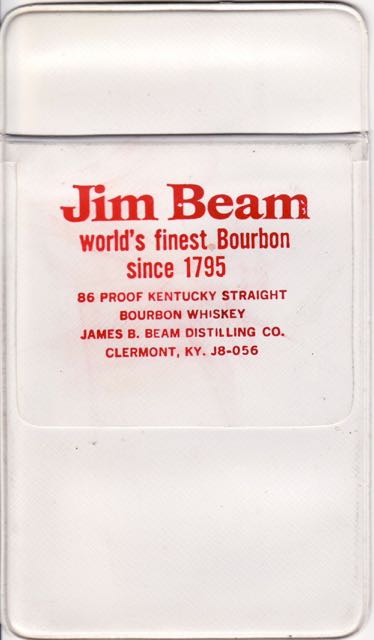 Jim Beam
world's finest Bourbon
since 1795
86 PROOF KENTUCKY STRAIGHT
BOURBON WHISKEY
JAMES B. BEAM DISTILLING CO.
CLERMONT, KY. J8-056